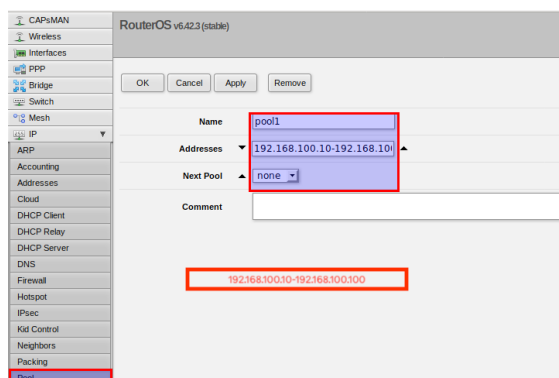 CAPsMAN
Wireless
Interfaces
PPP
Bridge
Switch
Mesh
IP
ARP
Accounting
Addresses
Cloud
DHCP Client
DHCP Relay
DHCP Server
DNS
Firewall
Hotspot
IPsec
Kid Control
Neighbors
Packing
Pool
RouterOS v6.42.3 (stable)
OK Cancel Apply Remove
Name pool1
Addresses 192.168.100.10-192.168.10
Next Pool none
Comment
192.168.100.10-192.168.100.100